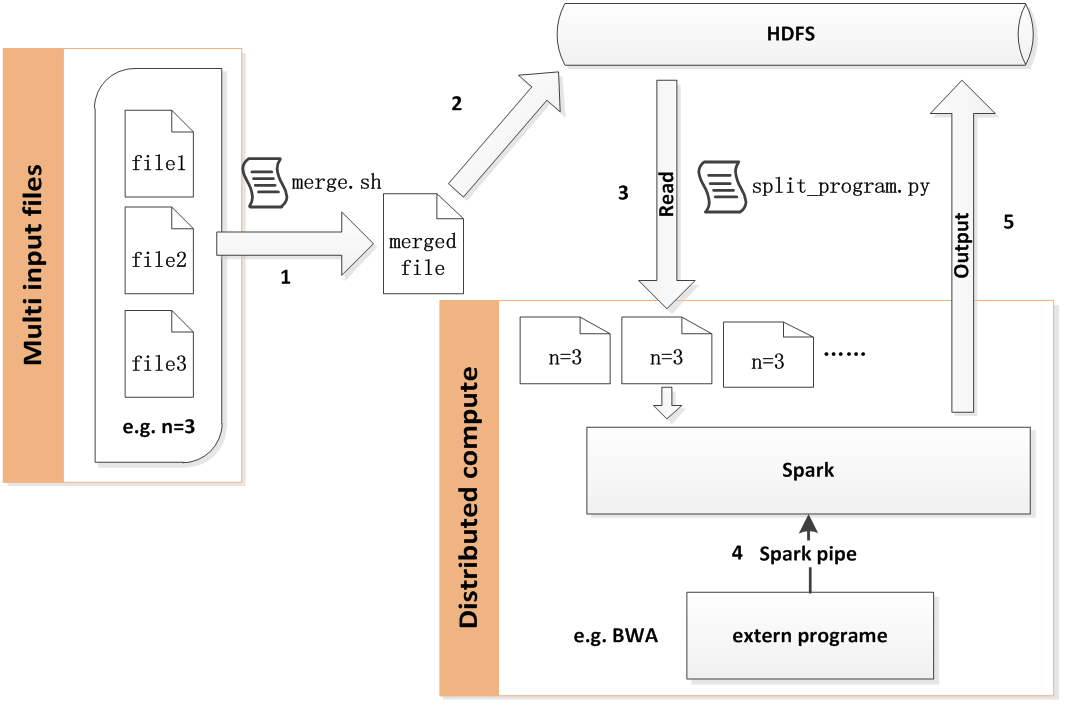 HDFS
Multi input files
file1
file2
file3
e.g. n=3
merge.sh
1
merged
file
2
3
Read
split_program.py
Output
5
Distributed compute
n=3
n=3
n=3
......
Spark
4 Spark pipe
e.g. BWA
extern programe